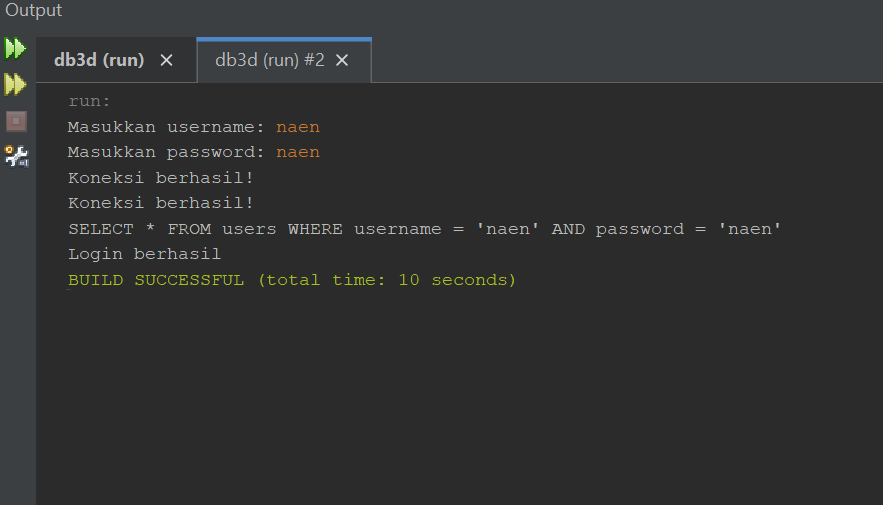 Output
db3d (run)
db3d (run) #2
run:
Masukkan username: naen
Masukkan password: naen
Koneksi berhasil!
Koneksi berhasil!
SELECT * FROM users WHERE username = 'naen' AND password = 'naen'
Login berhasil
BUILD SUCCESSFUL (total time: 10 seconds)